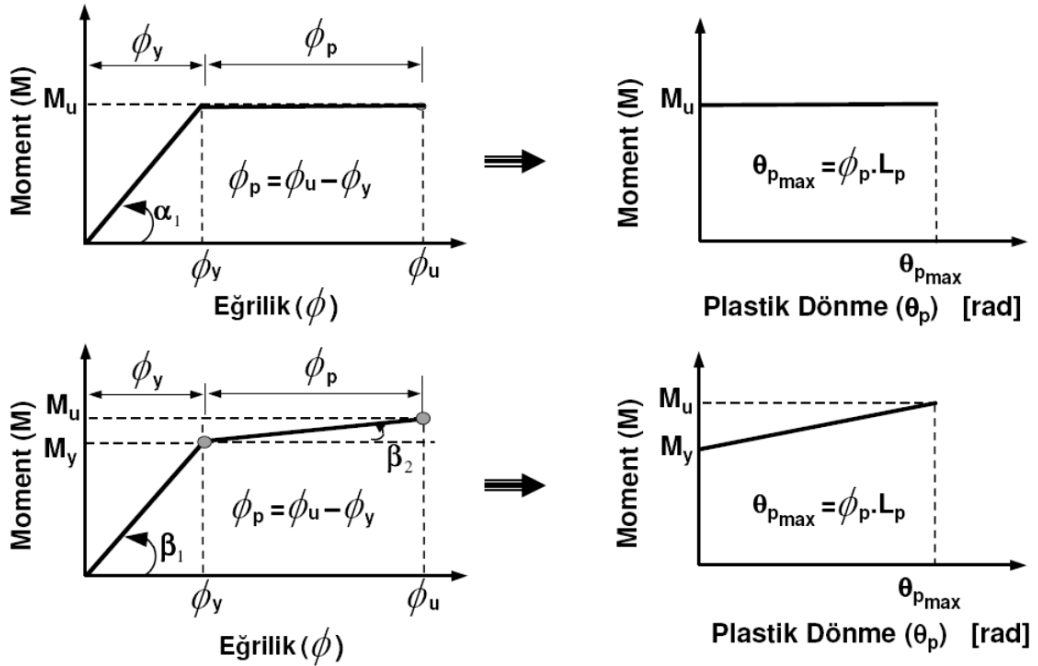 ϕy ϕp
Moment (M)
Mu
ϕp = ϕu − ϕy
α1
ϕy ϕu
Eğrilik (ϕ)
Moment (M)
Mu
θpmax = ϕp.Lp
θpmax
Plastik Dönme (θp) [rad]
ϕy ϕp
Moment (M)
Mu
My
β2
ϕp = ϕu − ϕy
β1
ϕy ϕu
Eğrilik (ϕ)
Moment (M)
Mu
My
θpmax = ϕp.Lp
θpmax
Plastik Dönme (θp) [rad]